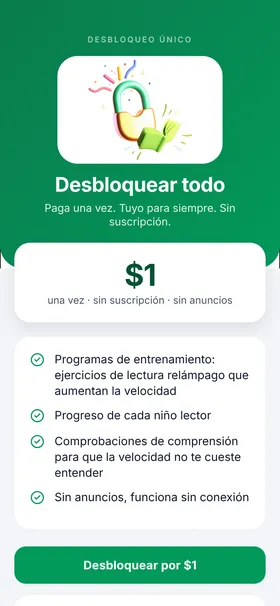 DESBLOQUEO ÚNICO
Desbloquear todo
Paga una vez. Tuyo para siempre. Sin
suscripción.
$1
una vez · sin suscripción · sin anuncios
Programas de entrenamiento:
ejercicios de lectura relámpago que
aumentan la velocidad
Progreso de cada niño lector
Comprobaciones de comprensión
para que la velocidad no te cueste
entender
Sin anuncios, funciona sin conexión
Desbloquear por $1